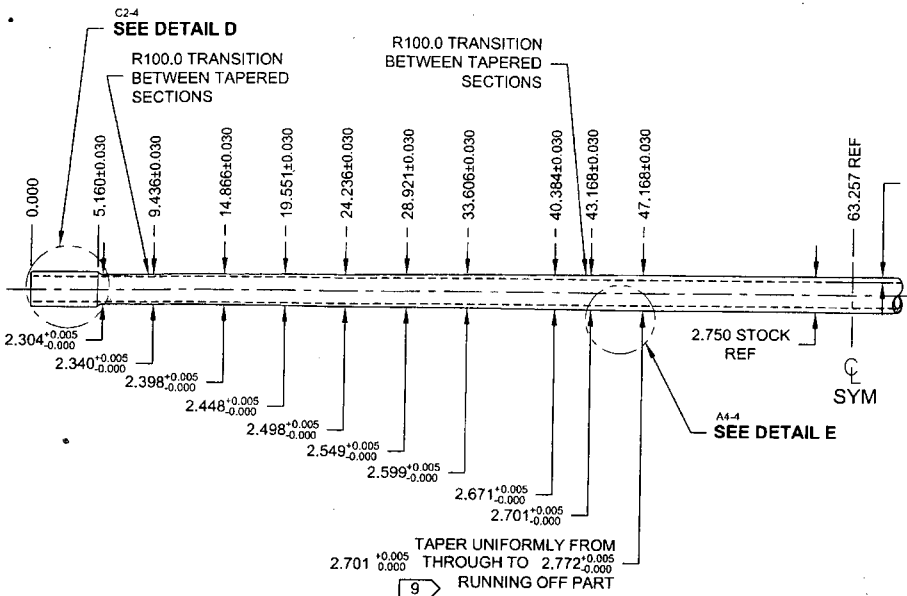 C2-4
SEE DETAIL D
R100.0 TRANSITION
BETWEEN TAPERED
SECTIONS
R100.0 TRANSITION
BETWEEN TAPERED
SECTIONS
0.000
5.160±0.030
9.436±0.030
14.866±0.030
19.551±0.030
24.236±0.030
28.921±0.030
33.606±0.030
40.384±0.030
43.168±0.030
47.168±0.030
63.257 REF
2.304 +0.005 -0.000
2.340 +0.005 -0.000
2.398 +0.005 -0.000
2.448 +0.005 -0.000
2.498 +0.005 -0.000
2.549 +0.005 -0.000
2.599 +0.005 -0.000
2.671 +0.005 -0.000
2.701 +0.005 -0.000
2.750 STOCK
REF
CL
SYM
A4-4
SEE DETAIL E
TAPER UNIFORMLY FROM
2.701 +0.005 0.000 THROUGH TO 2.772 +0.005 -0.000
RUNNING OFF PART
9